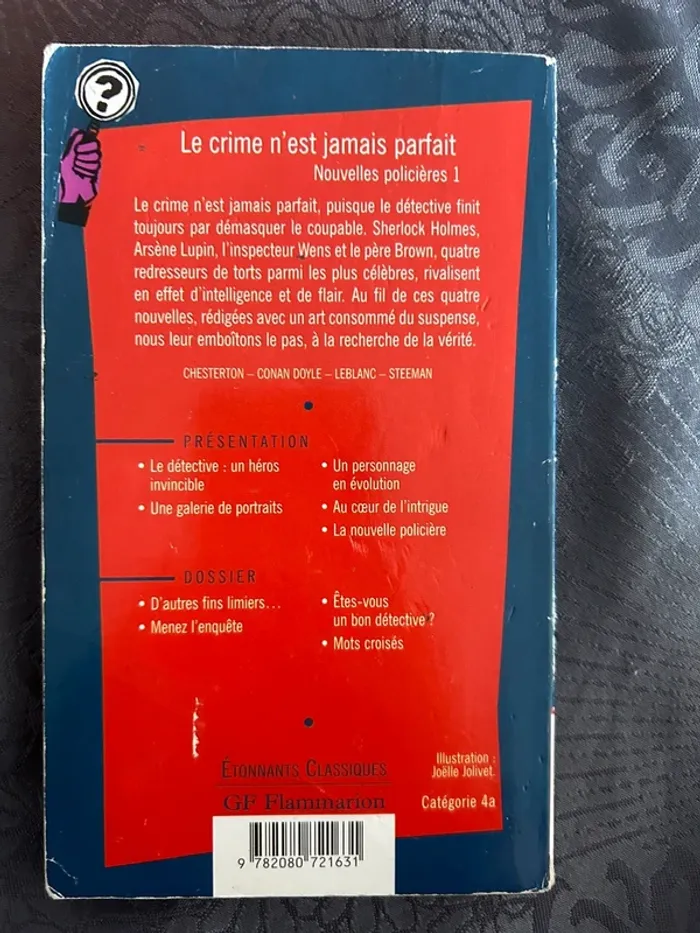 ?
Le crime n'est jamais parfait
Nouvelles policières 1
Le crime n'est jamais parfait, puisque le détective finit
toujours par démasquer le coupable. Sherlock Holmes,
Arsène Lupin, l'inspecteur Wens et le père Brown, quatre
redresseurs de torts parmi les plus célèbres, rivalisent
en effet d'intelligence et de flair. Au fil de ces quatre
nouvelles, rédigées avec un art consommé du suspense,
nous leur emboîtons le pas, à la recherche de la vérité.
CHESTERTON – CONAN DOYLE – LEBLANC – STEEMAN
PRÉSENTATION
• Le détective : un héros
invincible
• Une galerie de portraits
• Un personnage
en évolution
• Au cœur de l'intrigue
• La nouvelle policière
DOSSIER
• D'autres fins limiers...
• Menez l'enquête
• Êtes-vous
un bon détective ?
• Mots croisés
ÉTONNANTS CLASSIQUES
GF Flammarion
Illustration :
Joëlle Jolivet.
Catégorie 4a
9 782080 721631